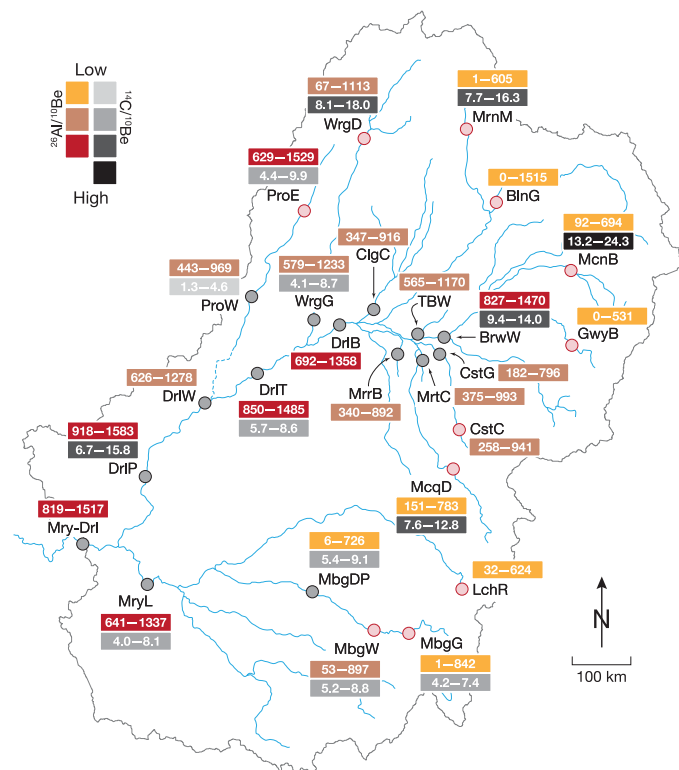 Low
26Al/10Be
14C/10Be
High
67–1113
8.1–18.0
WrgD
1–605
7.7–16.3
MrnM
629–1529
4.4–9.9
ProE
0–1515
BlnG
347–916
ClgC
92–694
13.2–24.3
McnB
443–969
1.3–4.6
ProW
579–1233
4.1–8.7
WrgG
565–1170
TBW
827–1470
9.4–14.0
BrwW
0–531
GwyB
DrlB
692–1358
CstG
182–796
626–1278
DrlW
DrlT
850–1485
5.7–8.6
MrrB
340–892
MrtC
375–993
CstC
258–941
918–1583
6.7–15.8
DrlP
McqD
151–783
7.6–12.8
819–1517
Mry-Drl
6–726
5.4–9.1
MbgDP
32–624
LchR
MryL
641–1337
4.0–8.1
MbgW
53–897
5.2–8.8
MbgG
1–842
4.2–7.4
N
100 km